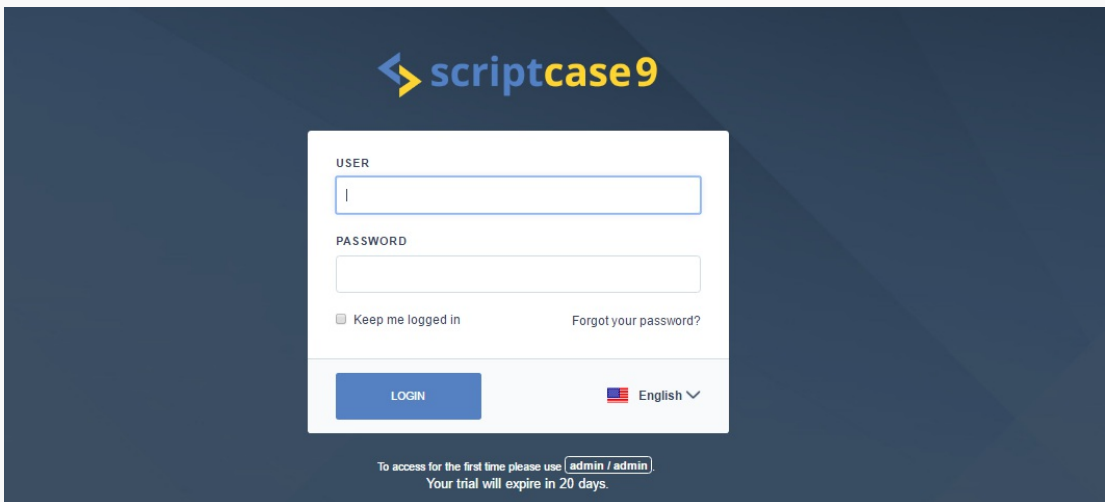 scriptcase9
USER
PASSWORD
Keep me logged in Forgot your password?
LOGIN English
To access for the first time please use admin / admin.
Your trial will expire in 20 days.